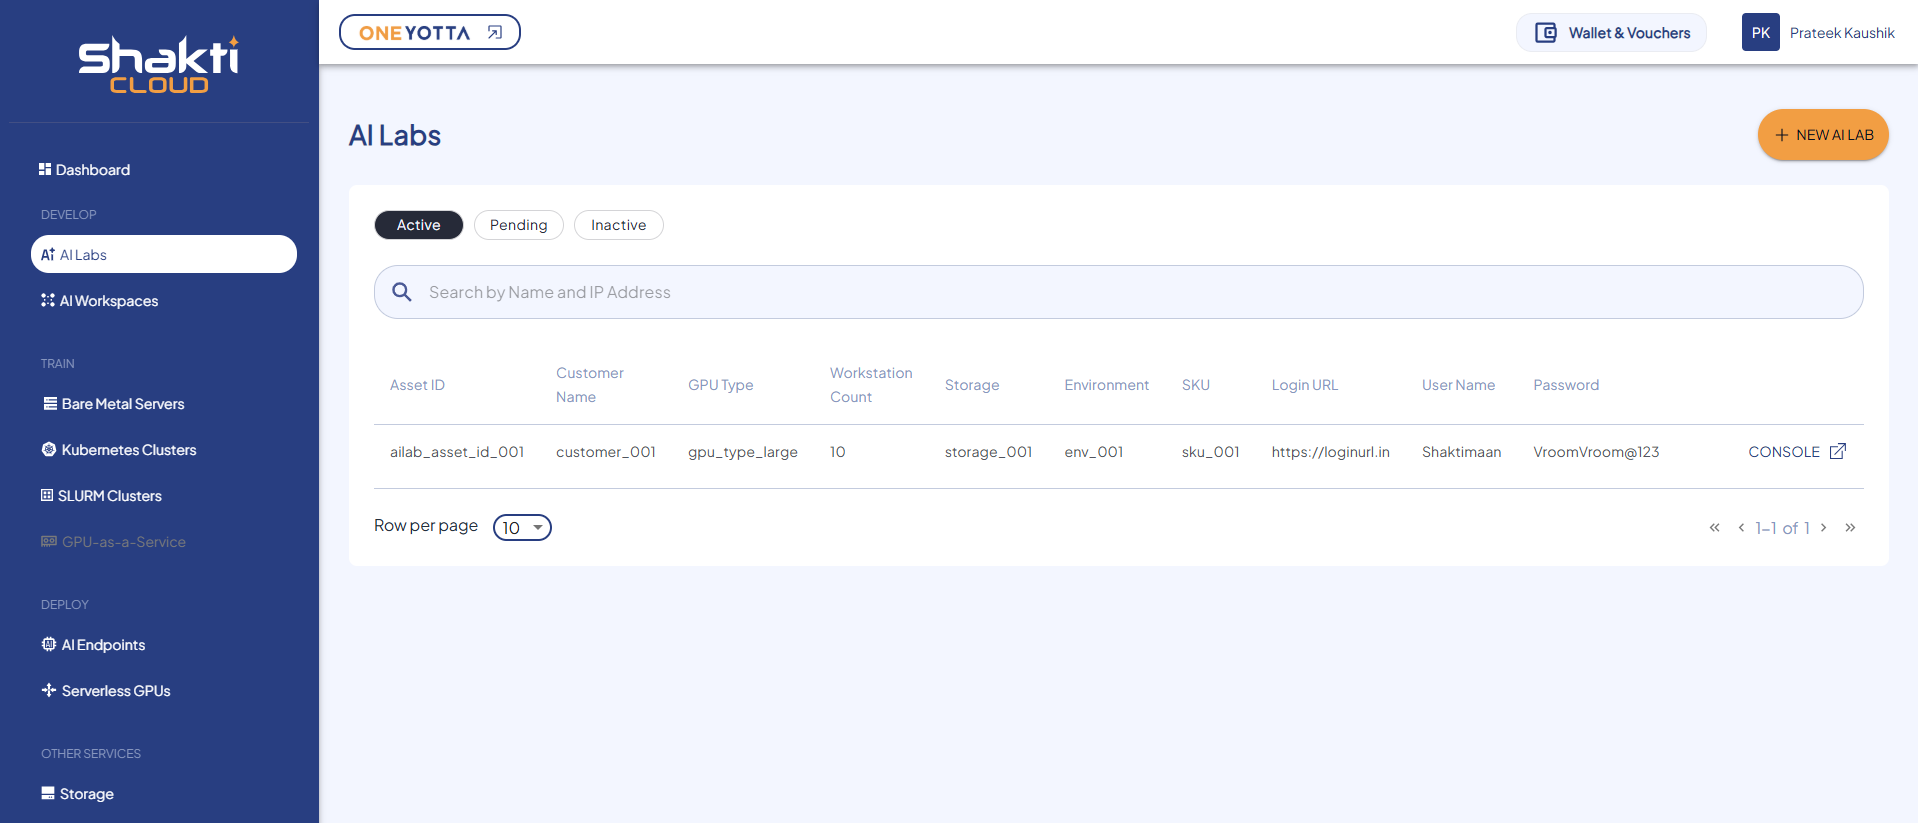 Shakti
CLOUD
Dashboard
DEVELOP
AI Labs
AI Workspaces
TRAIN
Bare Metal Servers
Kubernetes Clusters
SLURM Clusters
GPU-as-a-Service
DEPLOY
AI Endpoints
Serverless GPUs
OTHER SERVICES
Storage
ONEYOTTA
Wallet & Vouchers
PK Prateek Kaushik
AI Labs
+ NEW AI LAB
Active Pending Inactive
Search by Name and IP Address
Asset ID Customer Name GPU Type Workstation Count Storage Environment SKU Login URL User Name Password
ailab_asset_id_001 customer_001 gpu_type_large 10 storage_001 env_001 sku_001 https://loginurl.in Shaktimaan VroomVroom@123 CONSOLE
Row per page 10 « ‹ 1–1 of 1 › »